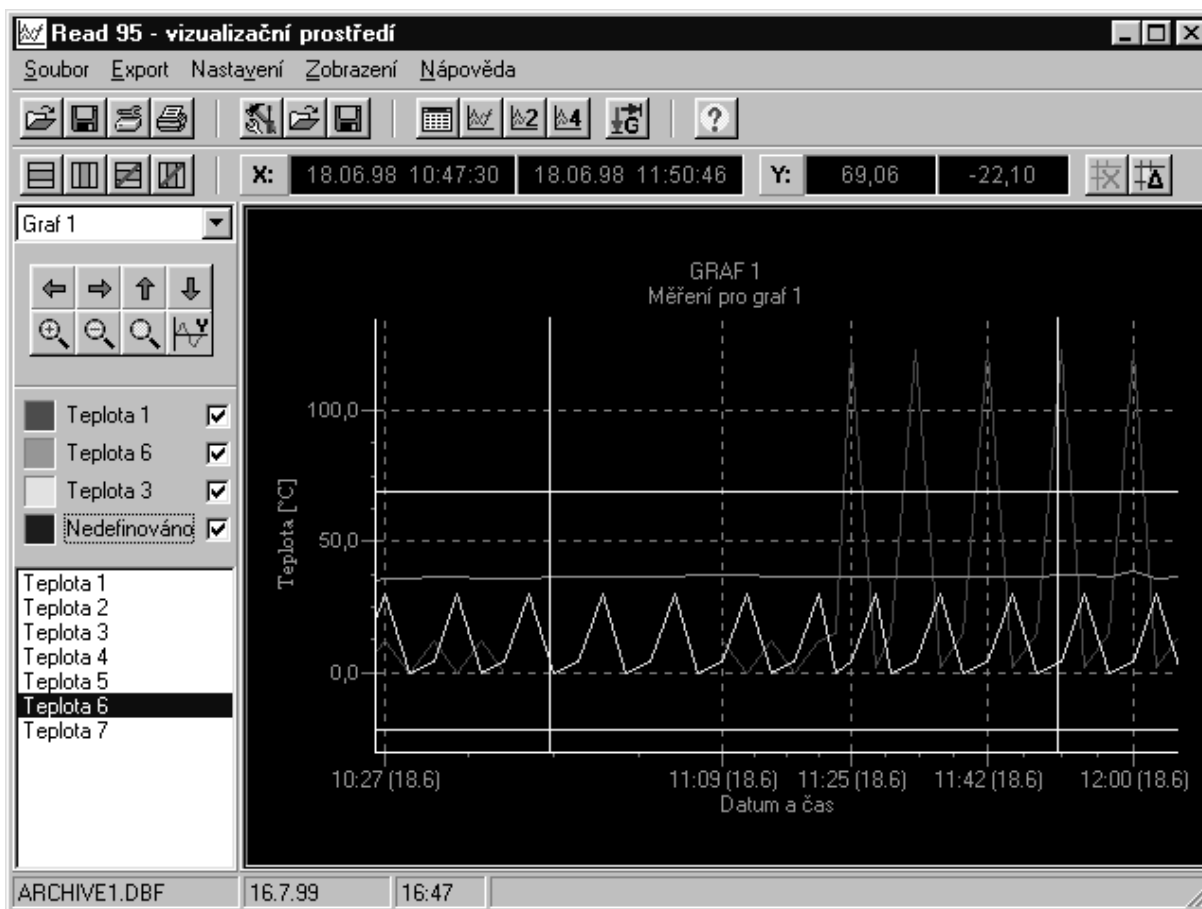 Read 95 - vizualizační prostředí
Soubor Export Nastavení Zobrazení Nápověda
2 4 G ?
X: 18.06.98 10:47:30 18.06.98 11:50:46 Y: 69,06 -22,10 X Δ
Graf 1
Y
Teplota 1
Teplota 6
Teplota 3
Nedefinováno
Teplota 1
Teplota 2
Teplota 3
Teplota 4
Teplota 5
Teplota 6
Teplota 7
GRAF 1
Měření pro graf 1
100,0
50,0
0,0
Teplota [°C]
10:27 (18.6) 11:09 (18.6) 11:25 (18.6) 11:42 (18.6) 12:00 (18.6)
Datum a čas
ARCHIVE1.DBF 16.7.99 16:47